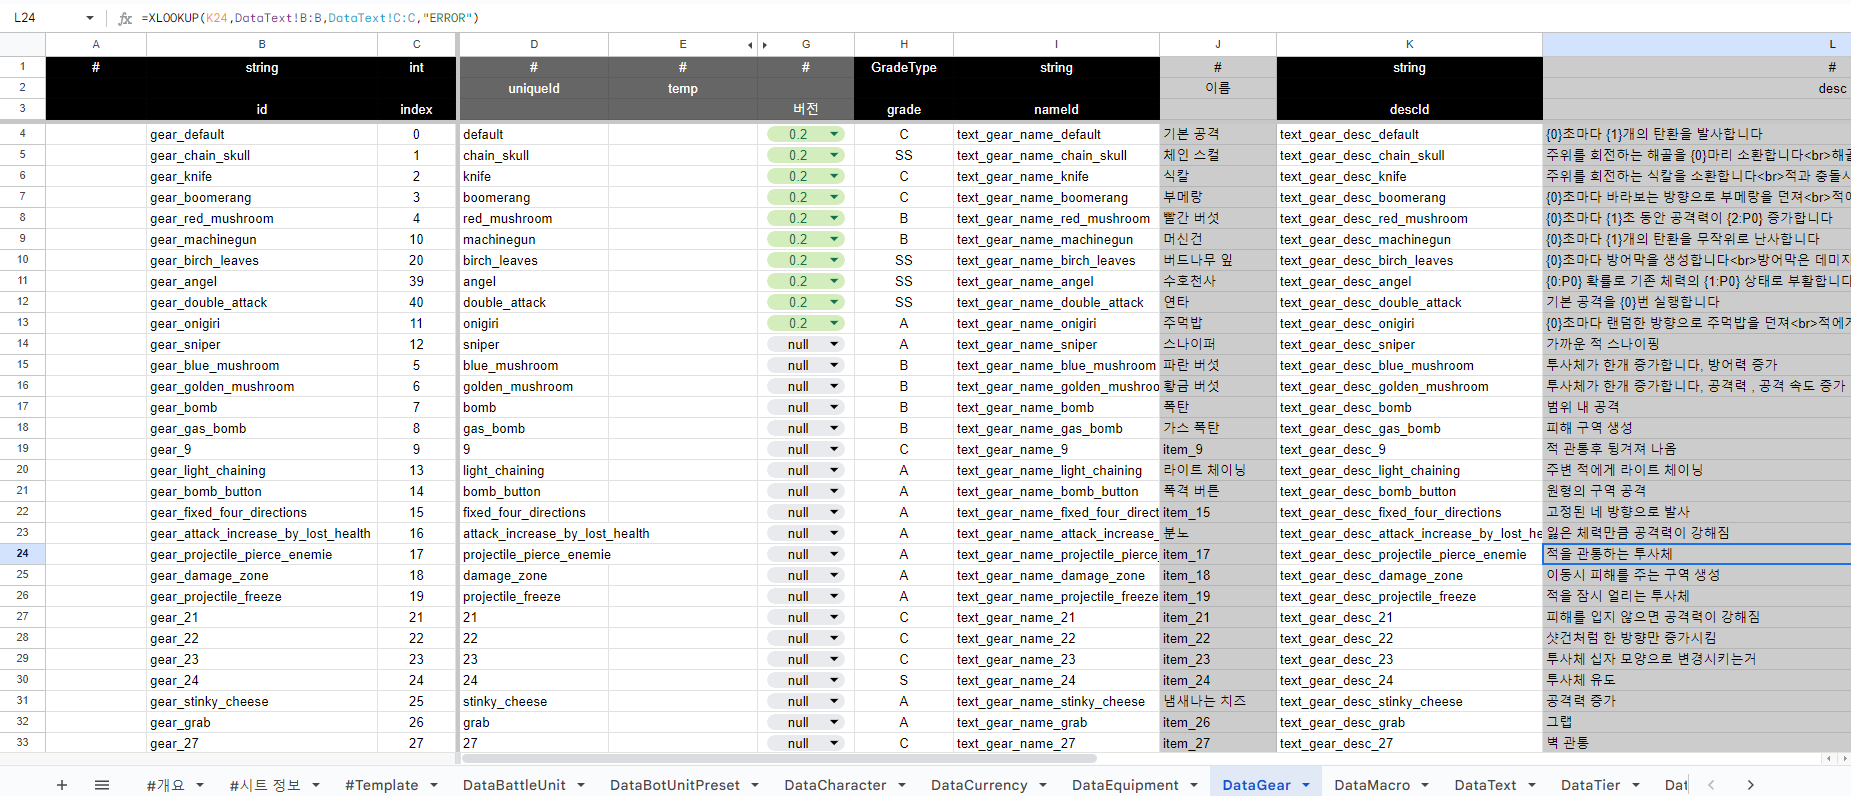 L24 fx =XLOOKUP(K24,DataText!B:B,DataText!C:C,"ERROR")
A B C D E G H I J K L
1 # string int # # # GradeType string # string #
2 uniqueId temp 이름 desc
3 id index 버전 grade nameId descId
4 gear_default 0 default 0.2 C text_gear_name_default 기본 공격 text_gear_desc_default {0}초마다 {1}개의 탄환을 발사합니다
5 gear_chain_skull 1 chain_skull 0.2 SS text_gear_name_chain_skull 체인 스컬 text_gear_desc_chain_skull 주위를 회전하는 해골을 {0}마리 소환합니다<br>해골
6 gear_knife 2 knife 0.2 C text_gear_name_knife 식칼 text_gear_desc_knife 주위를 회전하는 식칼을 소환합니다<br>적과 충돌시
7 gear_boomerang 3 boomerang 0.2 C text_gear_name_boomerang 부메랑 text_gear_desc_boomerang {0}초마다 바라보는 방향으로 부메랑을 던져<br>적에
8 gear_red_mushroom 4 red_mushroom 0.2 B text_gear_name_red_mushroom 빨간 버섯 text_gear_desc_red_mushroom {0}초마다 {1}초 동안 공격력이 {2:P0} 증가합니다
9 gear_machinegun 10 machinegun 0.2 B text_gear_name_machinegun 머신건 text_gear_desc_machinegun {0}초마다 {1}개의 탄환을 무작위로 난사합니다
10 gear_birch_leaves 20 birch_leaves 0.2 SS text_gear_name_birch_leaves 버드나무 잎 text_gear_desc_birch_leaves {0}초마다 방어막을 생성합니다<br>방어막은 데미지
11 gear_angel 39 angel 0.2 SS text_gear_name_angel 수호천사 text_gear_desc_angel {0:P0} 확률로 기존 체력의 {1:P0} 상태로 부활합니다
12 gear_double_attack 40 double_attack 0.2 SS text_gear_name_double_attack 연타 text_gear_desc_double_attack 기본 공격을 {0}번 실행합니다
13 gear_onigiri 11 onigiri 0.2 A text_gear_name_onigiri 주먹밥 text_gear_desc_onigiri {0}초마다 랜덤한 방향으로 주먹밥을 던져<br>적에게
14 gear_sniper 12 sniper null A text_gear_name_sniper 스나이퍼 text_gear_desc_sniper 가까운 적 스나이핑
15 gear_blue_mushroom 5 blue_mushroom null B text_gear_name_blue_mushroom 파란 버섯 text_gear_desc_blue_mushroom 투사체가 한개 증가합니다, 방어력 증가
16 gear_golden_mushroom 6 golden_mushroom null B text_gear_name_golden_mushroo 황금 버섯 text_gear_desc_golden_mushroom 투사체가 한개 증가합니다, 공격력 , 공격 속도 증가
17 gear_bomb 7 bomb null B text_gear_name_bomb 폭탄 text_gear_desc_bomb 범위 내 공격
18 gear_gas_bomb 8 gas_bomb null B text_gear_name_gas_bomb 가스 폭탄 text_gear_desc_gas_bomb 피해 구역 생성
19 gear_9 9 9 null C text_gear_name_9 item_9 text_gear_desc_9 적 관통후 튕겨져 나옴
20 gear_light_chaining 13 light_chaining null A text_gear_name_light_chaining 라이트 체이닝 text_gear_desc_light_chaining 주변 적에게 라이트 체이닝
21 gear_bomb_button 14 bomb_button null A text_gear_name_bomb_button 폭격 버튼 text_gear_desc_bomb_button 원형의 구역 공격
22 gear_fixed_four_directions 15 fixed_four_directions null A text_gear_name_fixed_four_direct item_15 text_gear_desc_fixed_four_directions 고정된 네 방향으로 발사
23 gear_attack_increase_by_lost_health 16 attack_increase_by_lost_health null A text_gear_name_attack_increase_ 분노 text_gear_desc_attack_increase_by_lost_he 잃은 체력만큼 공격력이 강해짐
24 gear_projectile_pierce_enemie 17 projectile_pierce_enemie null A text_gear_name_projectile_pierce_ item_17 text_gear_desc_projectile_pierce_enemie 적을 관통하는 투사체
25 gear_damage_zone 18 damage_zone null A text_gear_name_damage_zone item_18 text_gear_desc_damage_zone 이동시 피해를 주는 구역 생성
26 gear_projectile_freeze 19 projectile_freeze null A text_gear_name_projectile_freeze item_19 text_gear_desc_projectile_freeze 적을 잠시 얼리는 투사체
27 gear_21 21 21 null C text_gear_name_21 item_21 text_gear_desc_21 피해를 입지 않으면 공격력이 강해짐
28 gear_22 22 22 null C text_gear_name_22 item_22 text_gear_desc_22 샷건처럼 한 방향만 증가시킴
29 gear_23 23 23 null C text_gear_name_23 item_23 text_gear_desc_23 투사체 십자 모양으로 변경시키는거
30 gear_24 24 24 null S text_gear_name_24 item_24 text_gear_desc_24 투사체 유도
31 gear_stinky_cheese 25 stinky_cheese null A text_gear_name_stinky_cheese 냄새나는 치즈 text_gear_desc_stinky_cheese 공격력 증가
32 gear_grab 26 grab null A text_gear_name_grab item_26 text_gear_desc_grab 그랩
33 gear_27 27 27 null C text_gear_name_27 item_27 text_gear_desc_27 벽 관통
#개요 #시트 정보 #Template DataBattleUnit DataBotUnitPreset DataCharacter DataCurrency DataEquipment DataGear DataMacro DataText DataTier Dat